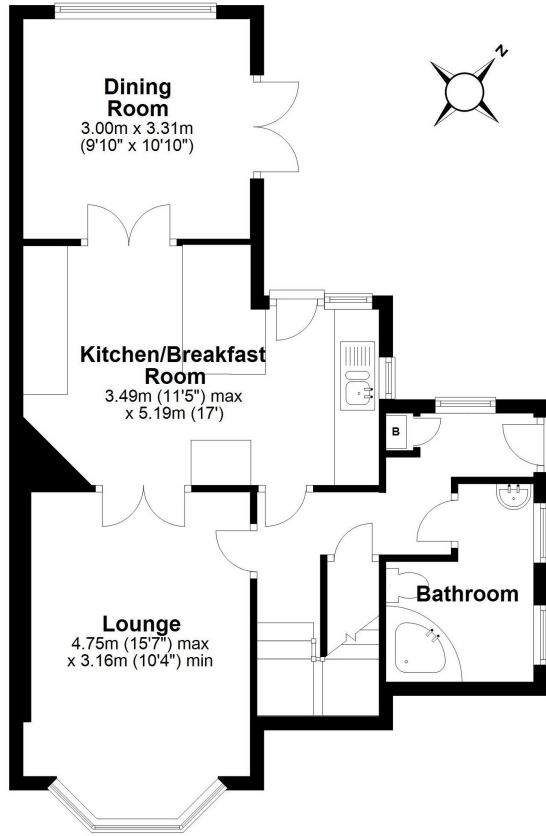 N
Dining
Room
3.00m x 3.31m
(9'10" x 10'10")
Kitchen/Breakfast
Room
3.49m (11'5") max
x 5.19m (17')
B
Lounge
4.75m (15'7") max
x 3.16m (10'4") min
Bathroom